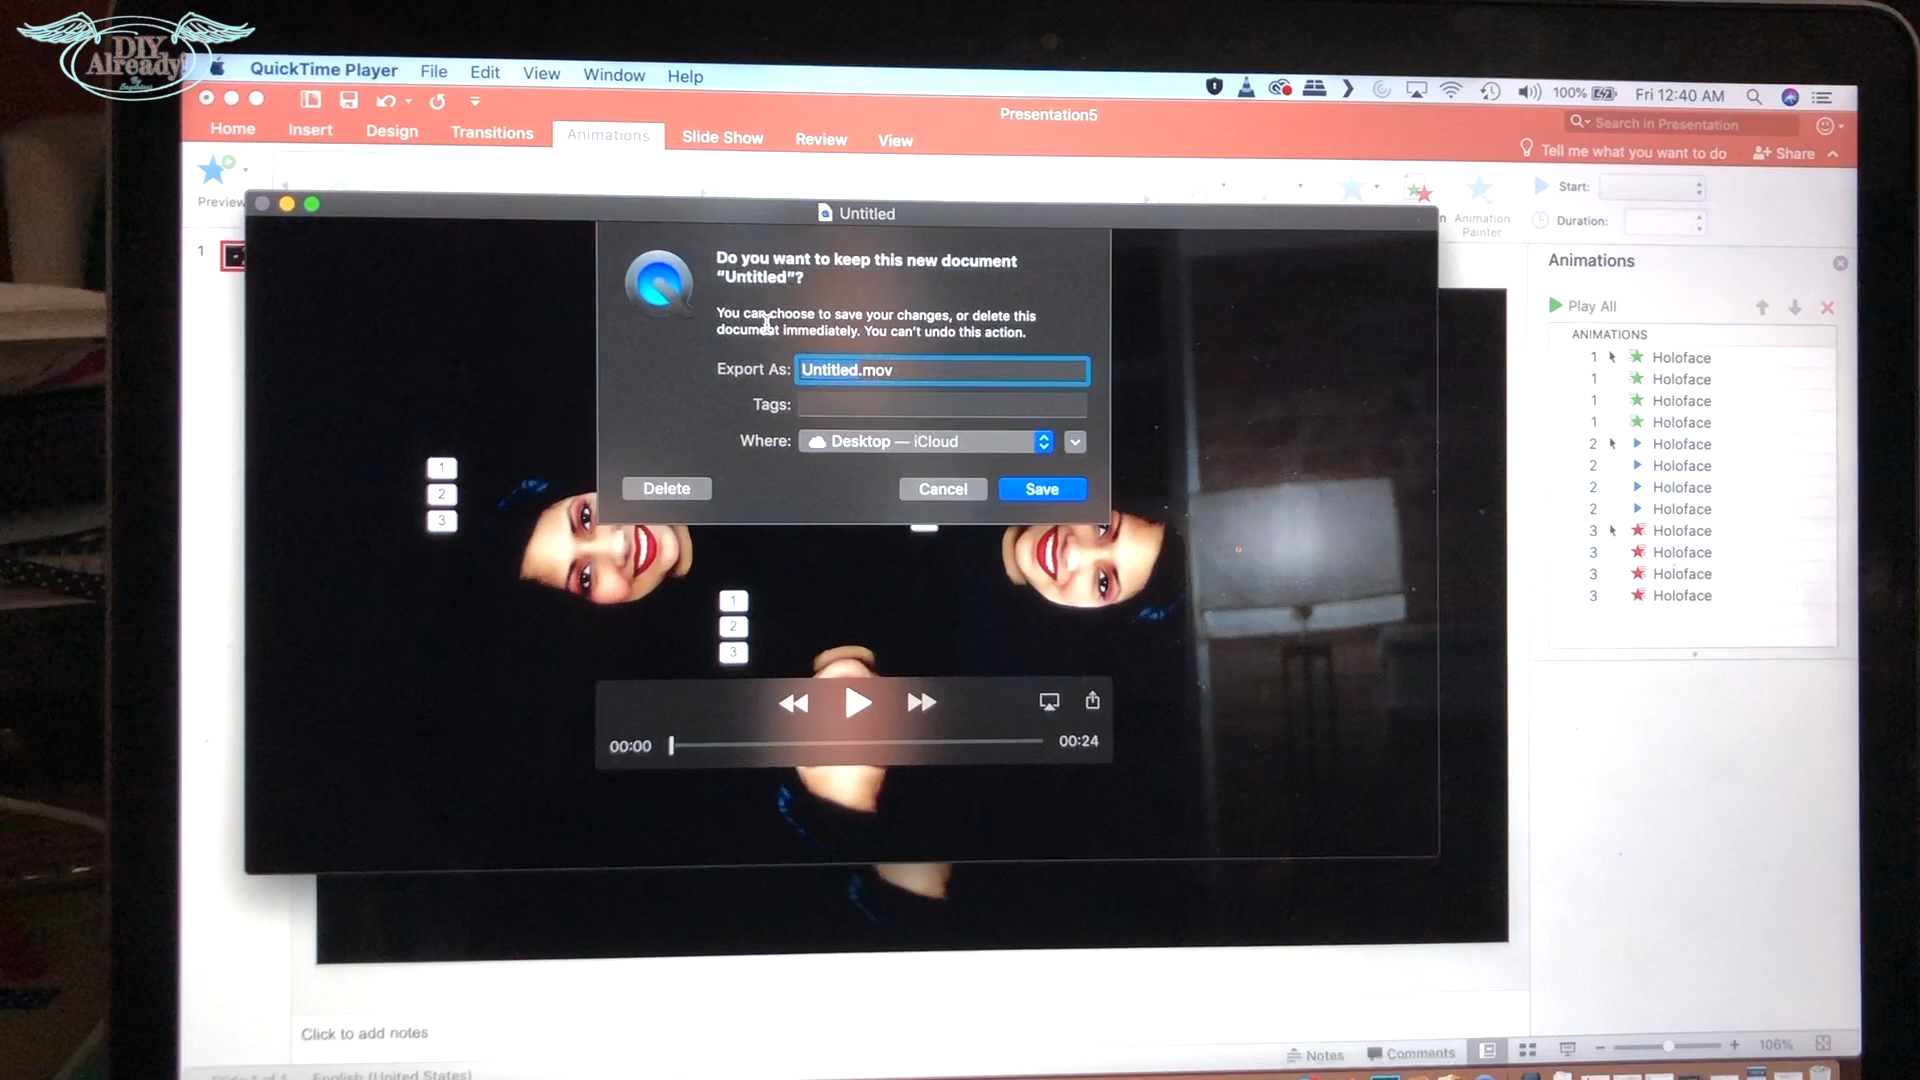 DIY
Already!
By
QuickTime Player File Edit View Window Help
100% Fri 12:40 AM
Presentation5
Search in Presentation
Home Insert Design Transitions Animations Slide Show Review View
Tell me what you want to do
Share
Preview
Start:
Duration:
Animation
Painter
Untitled
1
Do you want to keep this new document
“Untitled”?
You can choose to save your changes, or delete this
document immediately. You can’t undo this action.
Export As: Untitled.mov
Tags:
Where: Desktop — iCloud
Delete Cancel Save
1
2
3
1
2
3
00:00 00:24
Animations
Play All
ANIMATIONS
1 Holoface
1 Holoface
1 Holoface
1 Holoface
2 Holoface
2 Holoface
2 Holoface
2 Holoface
3 Holoface
3 Holoface
3 Holoface
3 Holoface
Click to add notes
Notes Comments 106%
English (United States)